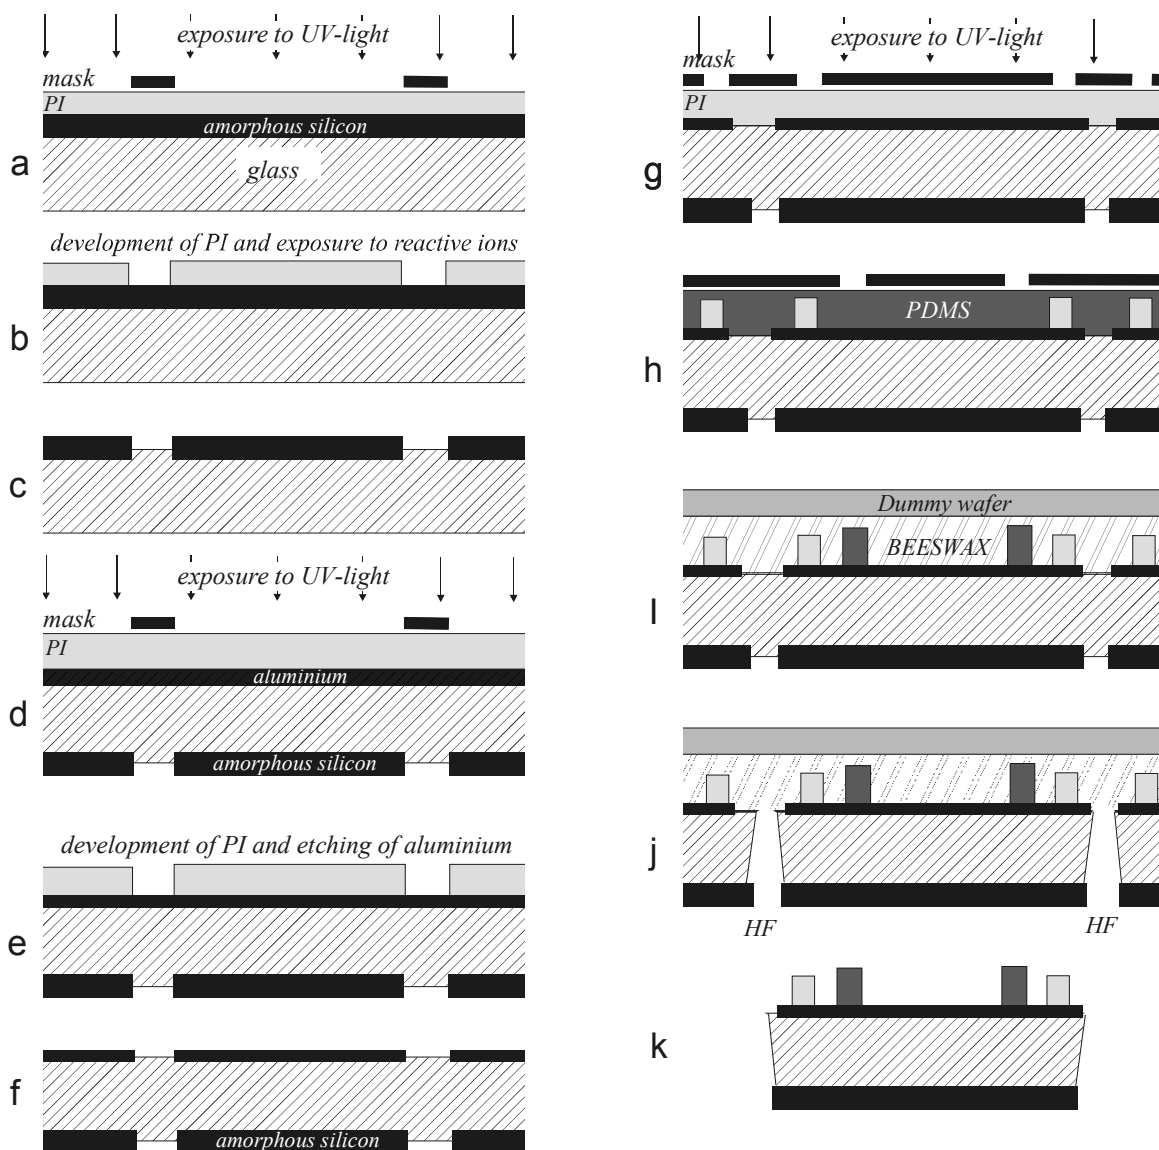 exposure to UV-light
mask
PI
amorphous silicon
glass
a
development of PI and exposure to reactive ions
b
c
exposure to UV-light
mask
PI
aluminium
d
amorphous silicon
development of PI and etching of aluminium
e
f
amorphous silicon
exposure to UV-light
mask
PI
g
PDMS
h
Dummy wafer
BEESWAX
l
j
HF
HF
k